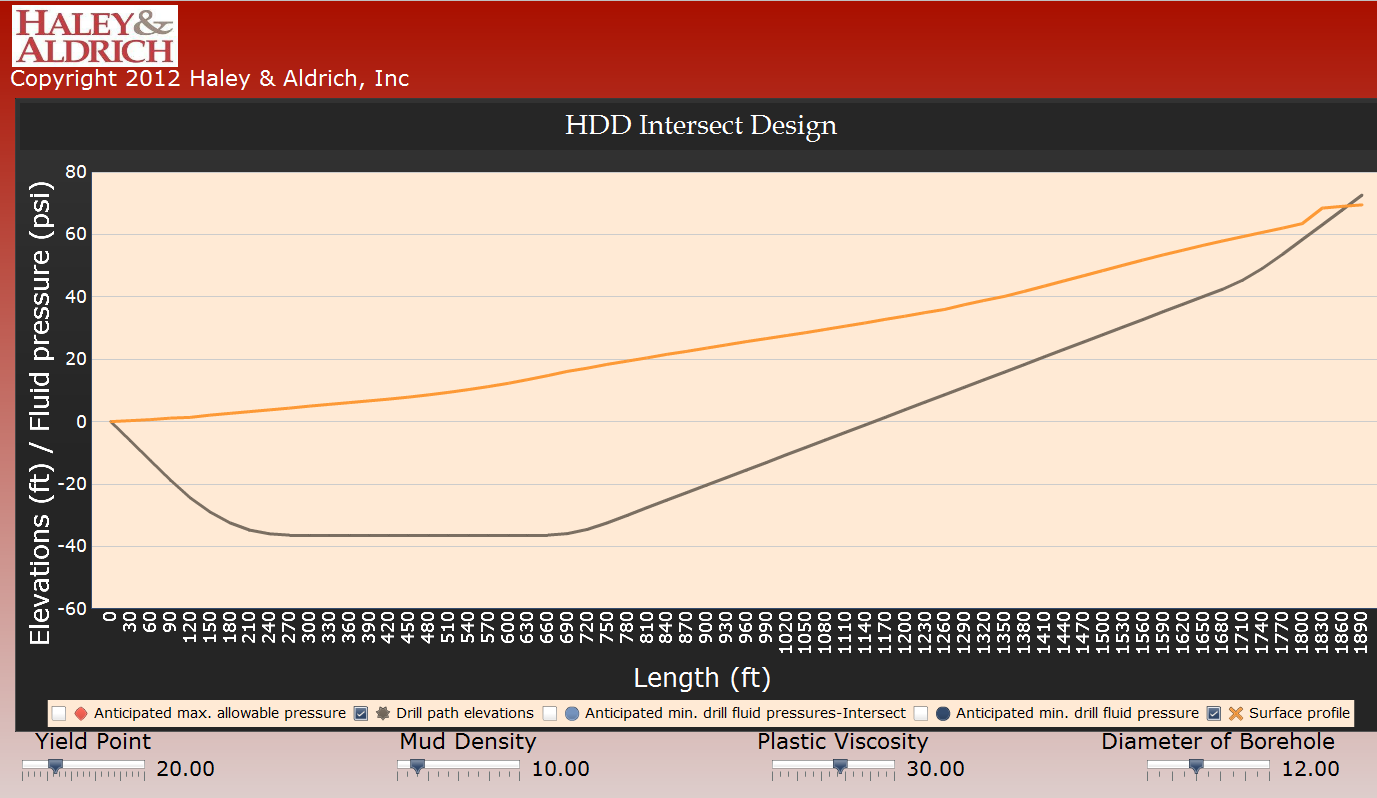 HALEY&
ALDRICH
Copyright 2012 Haley & Aldrich, Inc
HDD Intersect Design
Elevations (ft) / Fluid pressure (psi)
80
60
40
20
0
-20
-40
-60
0 30 60 90 120 150 180 210 240 270 300 330 360 390 420 450 480 510 540 570 600 630 660 690 720 750 780 810 840 870 900 930 960 990 1020 1050 1080 1110 1140 1170 1200 1230 1260 1290 1320 1350 1380 1410 1440 1470 1500 1530 1560 1590 1620 1650 1680 1710 1740 1770 1800 1830 1860 1890
Length (ft)
Anticipated max. allowable pressure Drill path elevations Anticipated min. drill fluid pressures-Intersect Anticipated min. drill fluid pressure Surface profile
Yield Point Mud Density Plastic Viscosity Diameter of Borehole
20.00 10.00 30.00 12.00